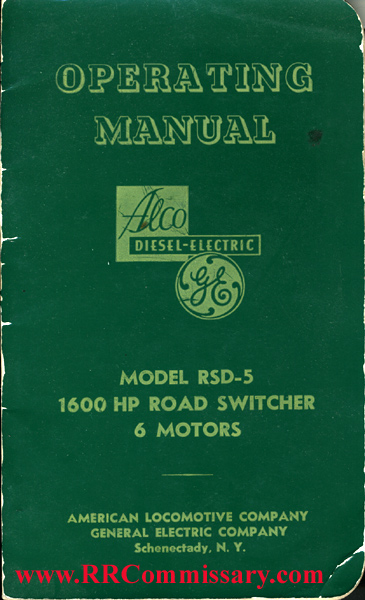 OPERATING
MANUAL
Alco
DIESEL-ELECTRIC
GE
MODEL RSD-5
1600 HP ROAD SWITCHER
6 MOTORS
AMERICAN LOCOMOTIVE COMPANY
GENERAL ELECTRIC COMPANY
Schenectady, N. Y.
www.RRCommissary.com